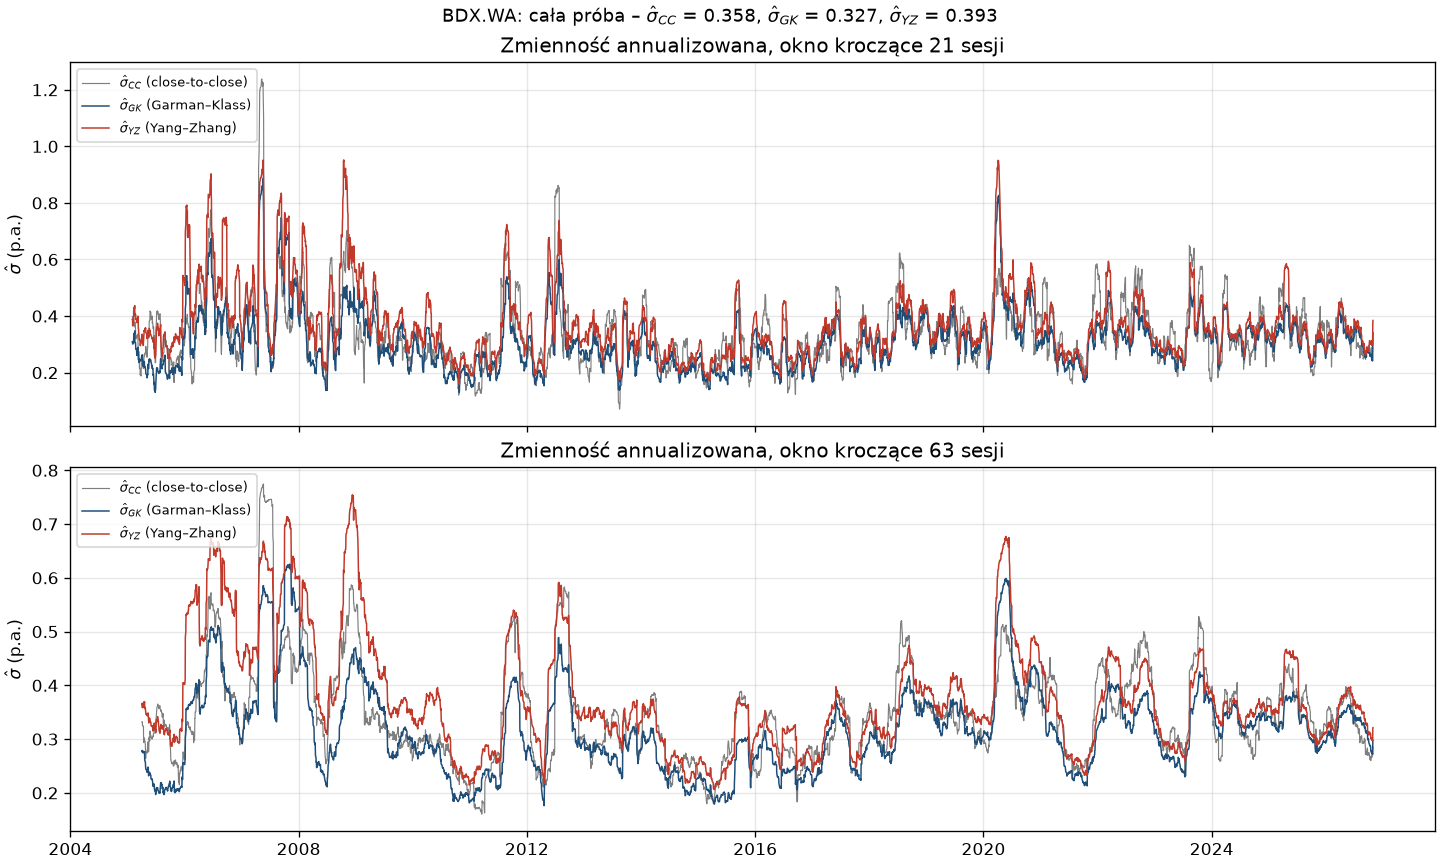 BDX.WA: cała próba – σ̂CC = 0.358, σ̂GK = 0.327, σ̂YZ = 0.393
Zmienność annualizowana, okno kroczące 21 sesji
σ̂CC (close-to-close)
σ̂GK (Garman–Klass)
σ̂YZ (Yang–Zhang)
σ̂ (p.a.)
1.2
1.0
0.8
0.6
0.4
0.2
Zmienność annualizowana, okno kroczące 63 sesji
σ̂CC (close-to-close)
σ̂GK (Garman–Klass)
σ̂YZ (Yang–Zhang)
σ̂ (p.a.)
0.8
0.7
0.6
0.5
0.4
0.3
0.2
2004 2008 2012 2016 2020 2024